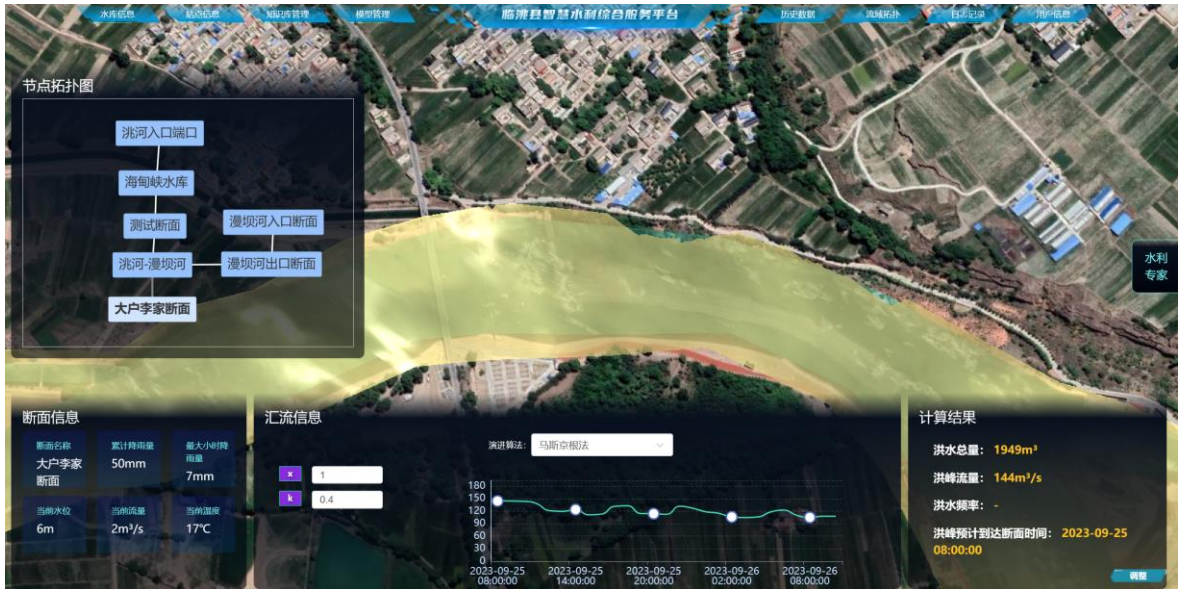 水库信息
站点信息
知识库管理
模型管理
临洮县智慧水利综合服务平台
历史数据
流域拓扑
日志记录
用户信息
节点拓扑图
洮河入口端口
海甸峡水库
测试断面
漫坝河入口断面
洮河-漫坝河
漫坝河出口断面
大户李家断面
水利
专家
断面信息
断面名称
大户李家
断面
累计降雨量
50mm
最大小时降
雨量
7mm
当前水位
6m
当前流量
2m³/s
当前温度
17℃
汇流信息
演进算法:
马斯京根法
x
1
k
0.4
180
150
120
90
60
30
0
2023-09-25
08:00:00
2023-09-25
14:00:00
2023-09-25
20:00:00
2023-09-26
02:00:00
2023-09-26
08:00:00
计算结果
洪水总量: 1949m³
洪峰流量: 144m³/s
洪水频率: -
洪峰预计到达断面时间: 2023-09-25
08:00:00
调整